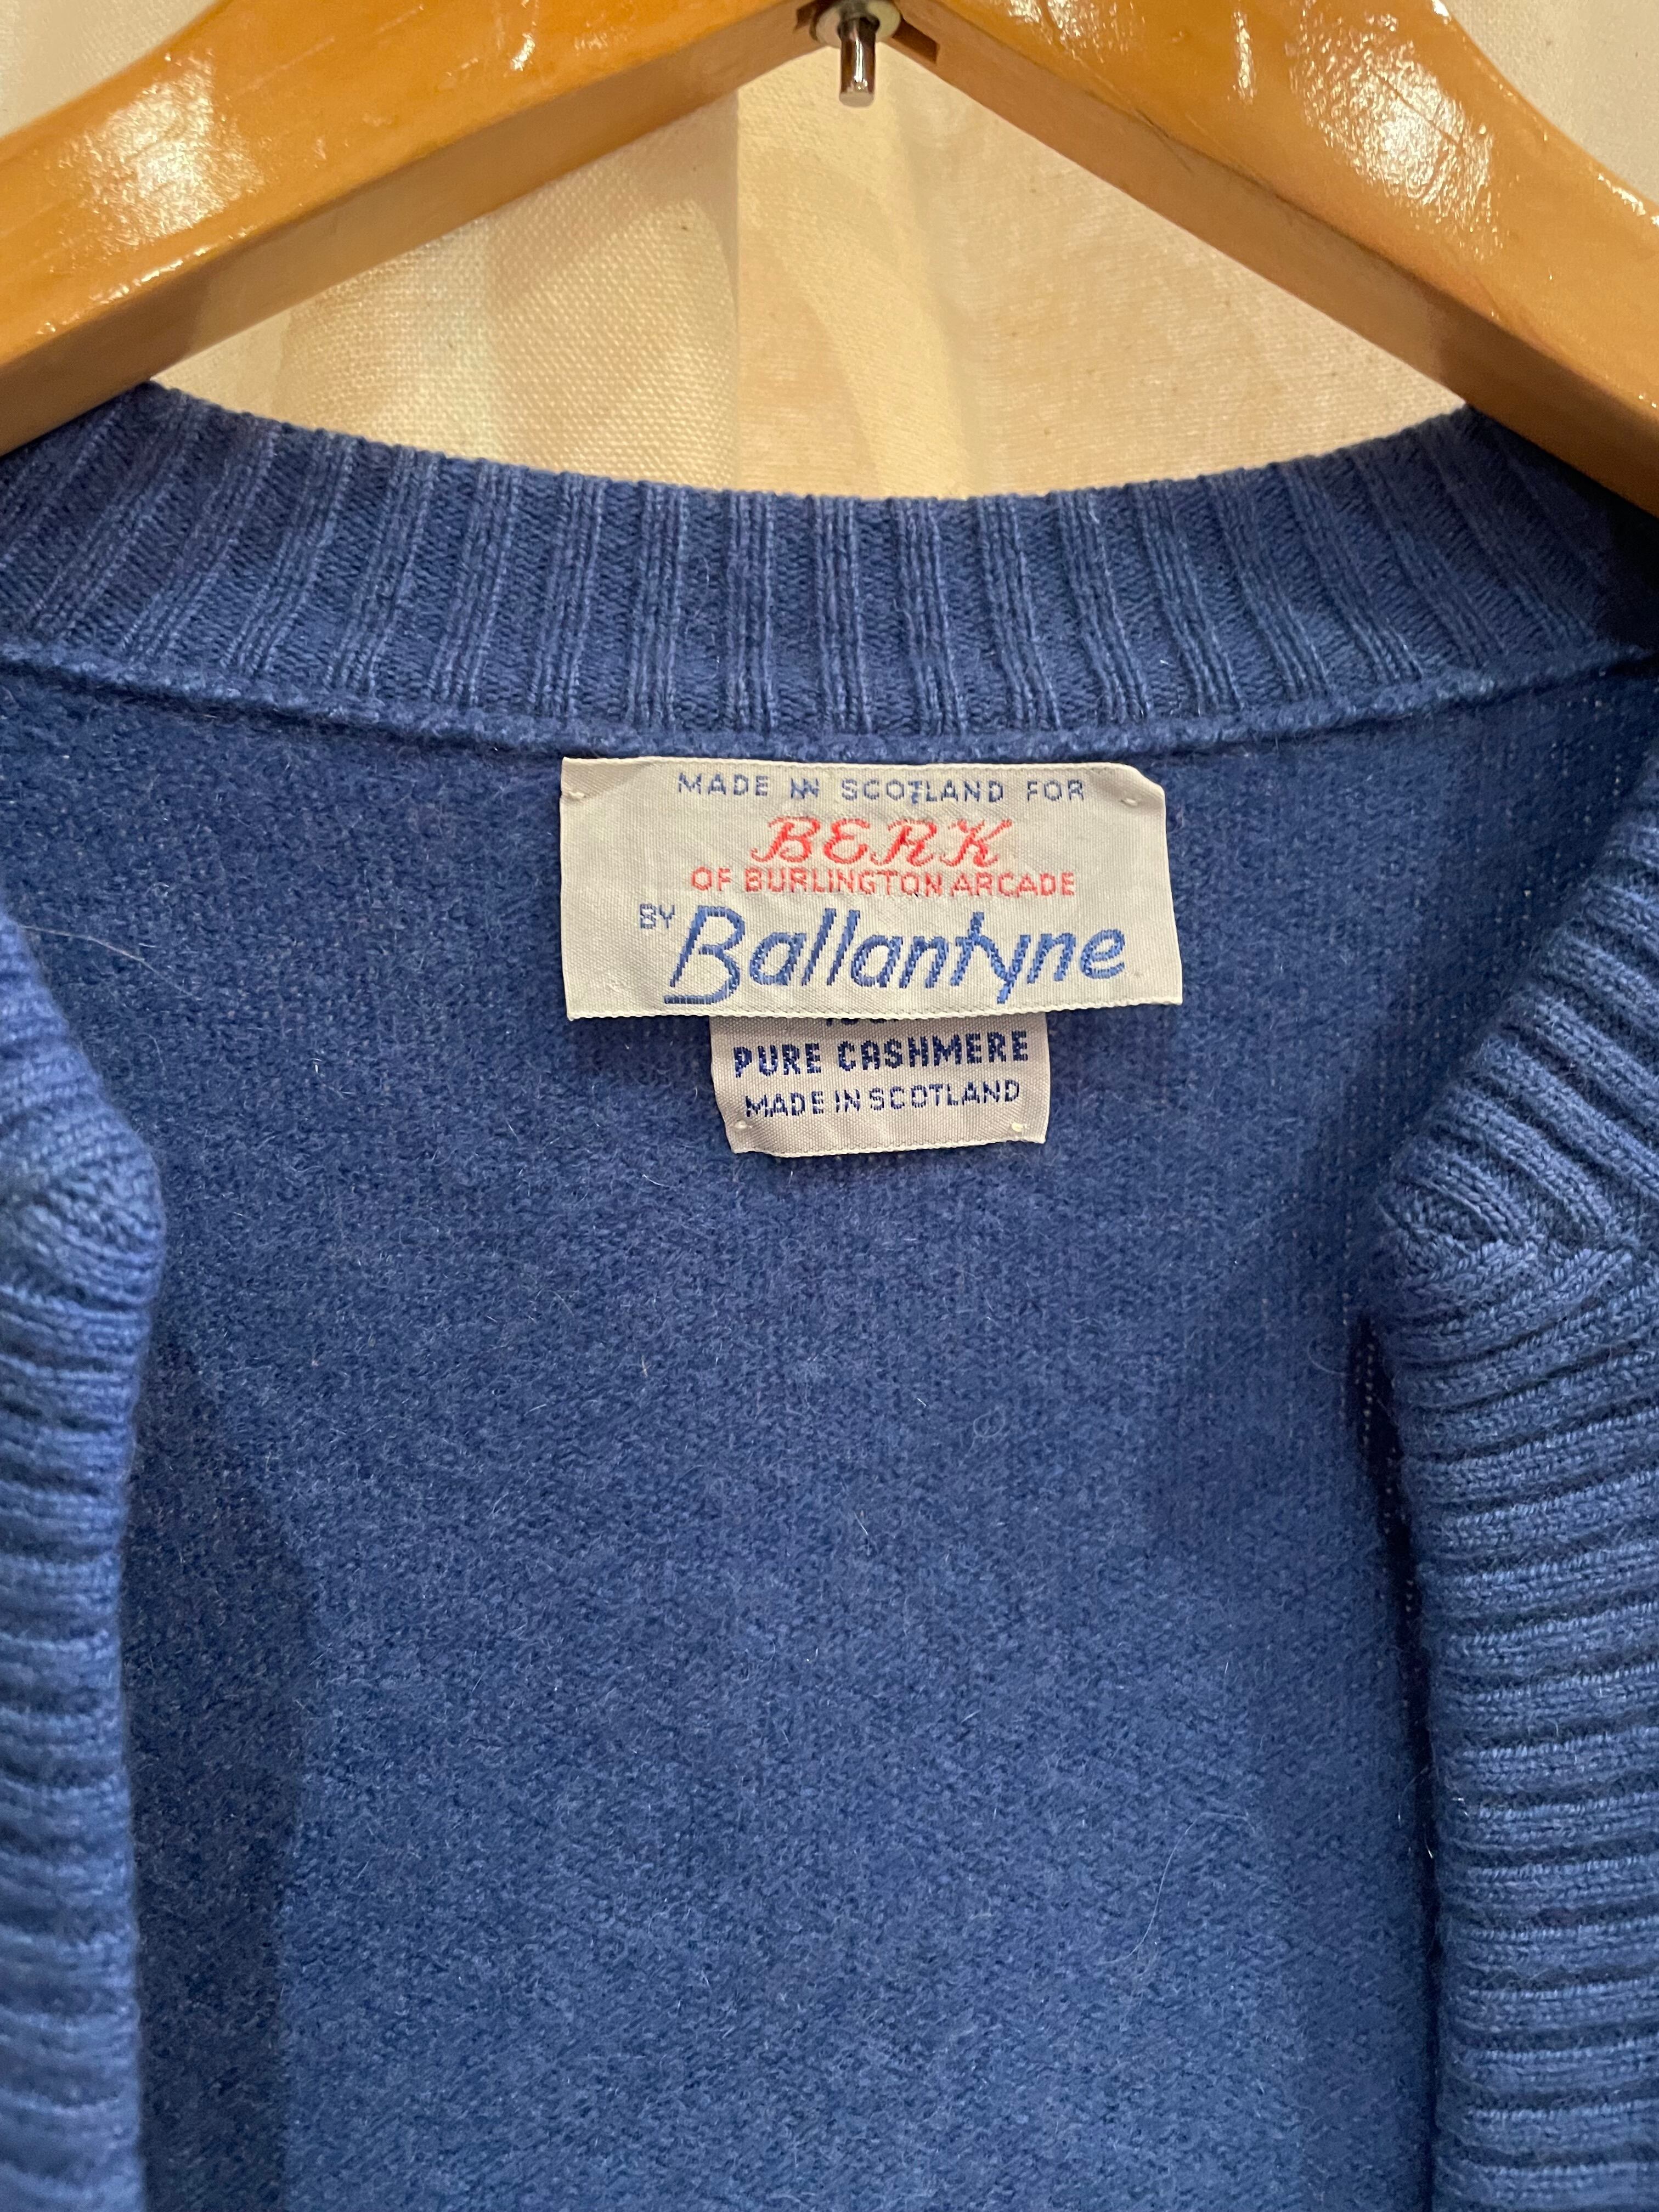 MADE IN SCOTLAND FOR
BERK
OF BURLINGTON ARCADE
BY Ballantyne
PURE CASHMERE
MADE IN SCOTLAND